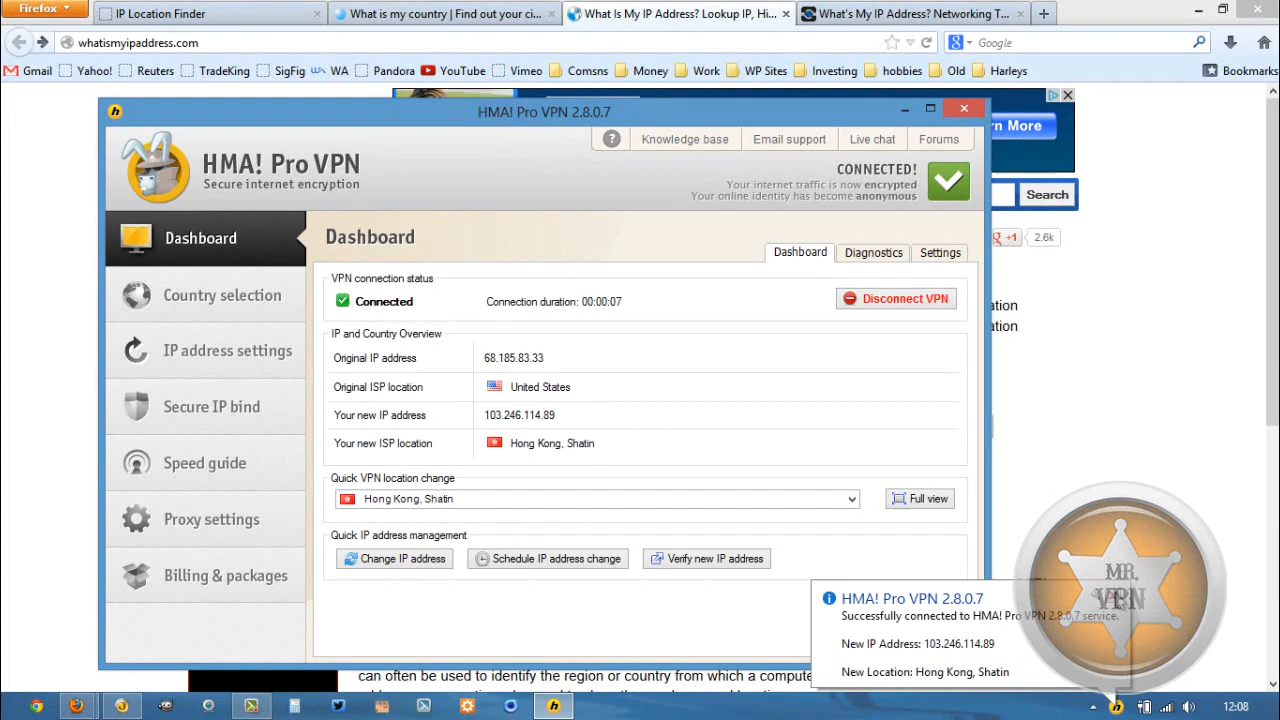 Firefox
IP Location Finder
What is my country | Find out your ci...
What Is My IP Address? Lookup IP, Hi...
What's My IP Address? Networking T...
whatismyipaddress.com
Google
Gmail
Yahoo!
Reuters
TradeKing
SigFig
WA
Pandora
YouTube
Vimeo
Comsns
Money
Work
WP Sites
Investing
hobbies
Old
Harleys
Bookmarks
HMA! Pro VPN 2.8.0.7
rn More
? Knowledge base Email support Live chat Forums
HMA! Pro VPN
Secure internet encryption
CONNECTED!
Your internet traffic is now encrypted
Your online identity has become anonymous
Search
+1 2.6k
Dashboard
Country selection
IP address settings
Secure IP bind
Speed guide
Proxy settings
Billing & packages
Dashboard
Dashboard Diagnostics Settings
VPN connection status
Connected Connection duration: 00:00:07 Disconnect VPN
IP and Country Overview
Original IP address 68.185.83.33
Original ISP location United States
Your new IP address 103.246.114.89
Your new ISP location Hong Kong, Shatin
Quick VPN location change
Hong Kong, Shatin Full view
Quick IP address management
Change IP address Schedule IP address change Verify new IP address
ation
ation
HMA! Pro VPN 2.8.0.7
Successfully connected to HMA! Pro VPN 2.8.0.7 service.
New IP Address: 103.246.114.89
New Location: Hong Kong, Shatin
MR.
VPN
can often be used to identify the region or country from which a compute
12:08